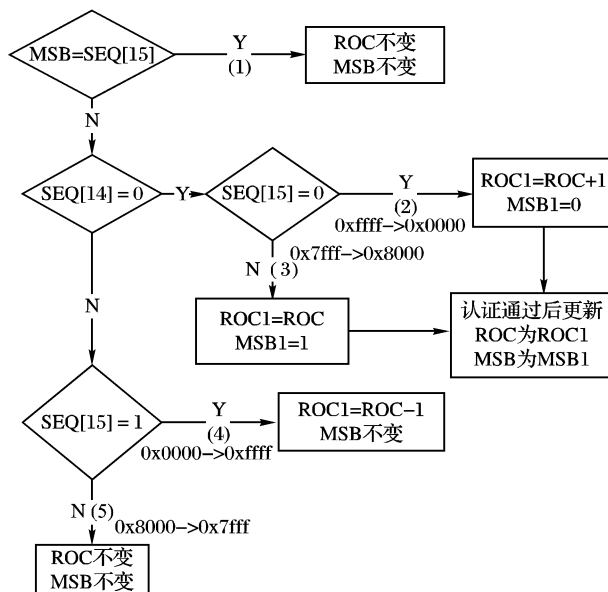 MSB=SEQ[15]
Y
(1)
ROC不变
MSB不变
N
SEQ[14] = 0
Y
SEQ[15] = 0
Y
(2)
0xffff->0x0000
ROC1=ROC+1
MSB1=0
N (3)
0x7fff->0x8000
N
ROC1=ROC
MSB1=1
认证通过后更新
ROC为ROC1
MSB为MSB1
SEQ[15] = 1
Y
(4)
0x0000->0xffff
ROC1=ROC−1
MSB不变
N (5)
0x8000->0x7fff
ROC不变
MSB不变